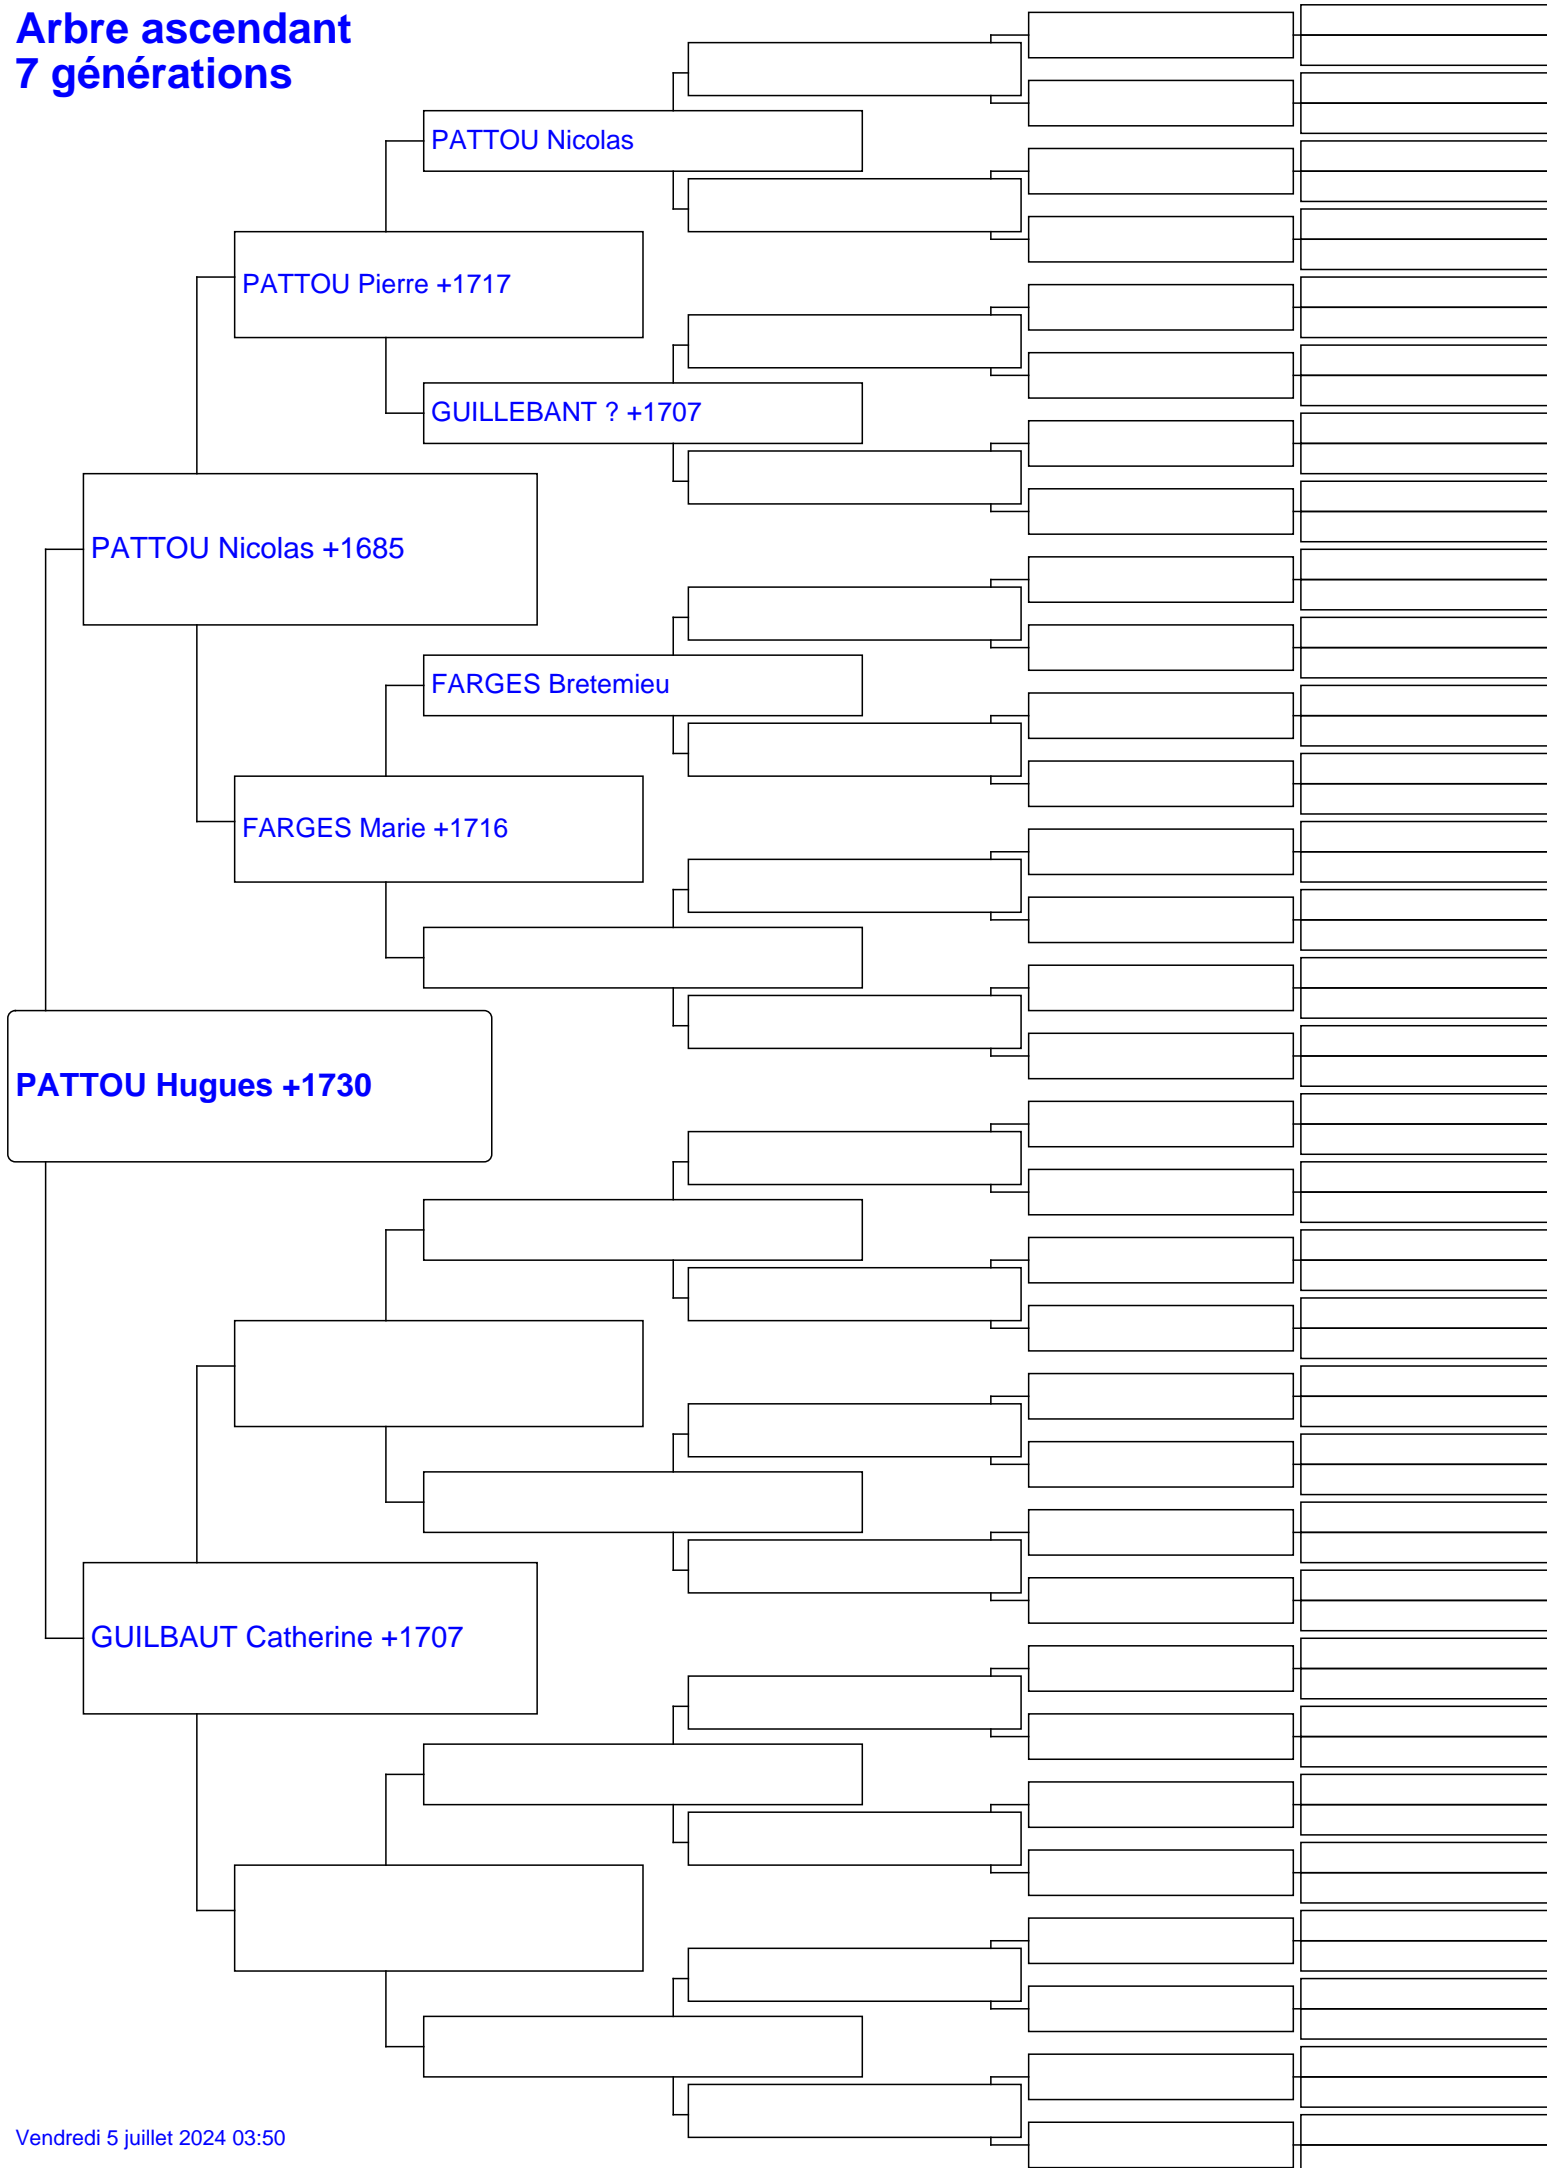 Arbre ascendant
7 générations
PATTOU Nicolas
PATTOU Pierre +1717
GUILLEBANT ? +1707
PATTOU Nicolas +1685
FARGES Bretemieu
FARGES Marie +1716
PATTOU Hugues +1730
GUILBAUT Catherine +1707
Vendredi 5 juillet 2024 03:50